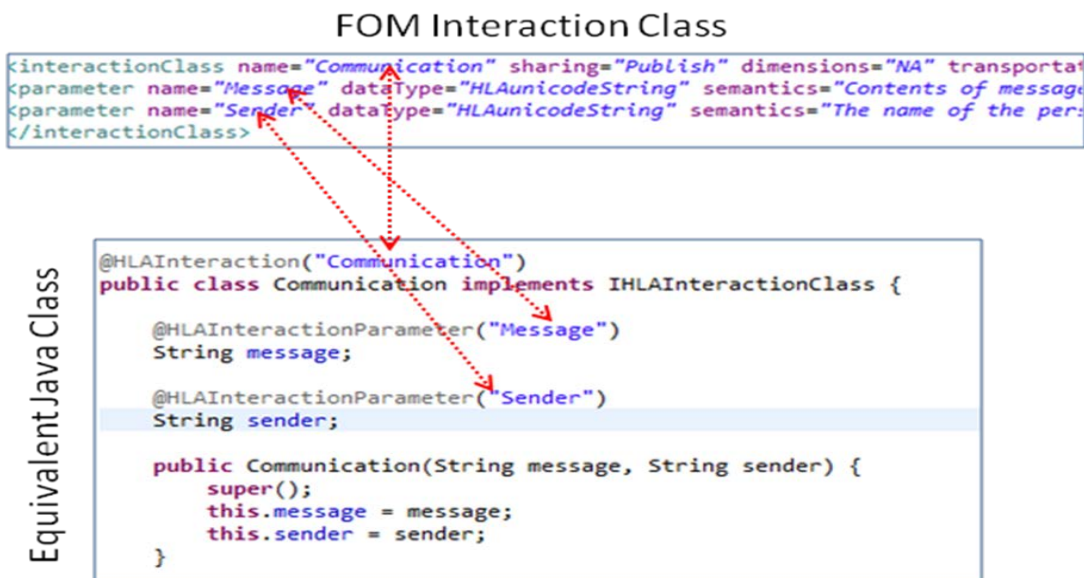 FOM Interaction Class
<interactionClass name="Communication" sharing="Publish" dimensions="NA"
<parameter name="Message" dataType="HLAunicodeString" semantics="Contents of message
<parameter name="Sender" dataType="HLAunicodeString" semantics="The name of the
</interactionClass>
Equivalent Java Class
@HLAInteraction("Communication")
public class Communication implements IHLAInteractionClass {
@HLAInteractionParameter("Message")
String message;
@HLAInteractionParameter("Sender")
String sender;
public Communication(String message, String sender) {
super();
this.message = message;
this.sender = sender;
}